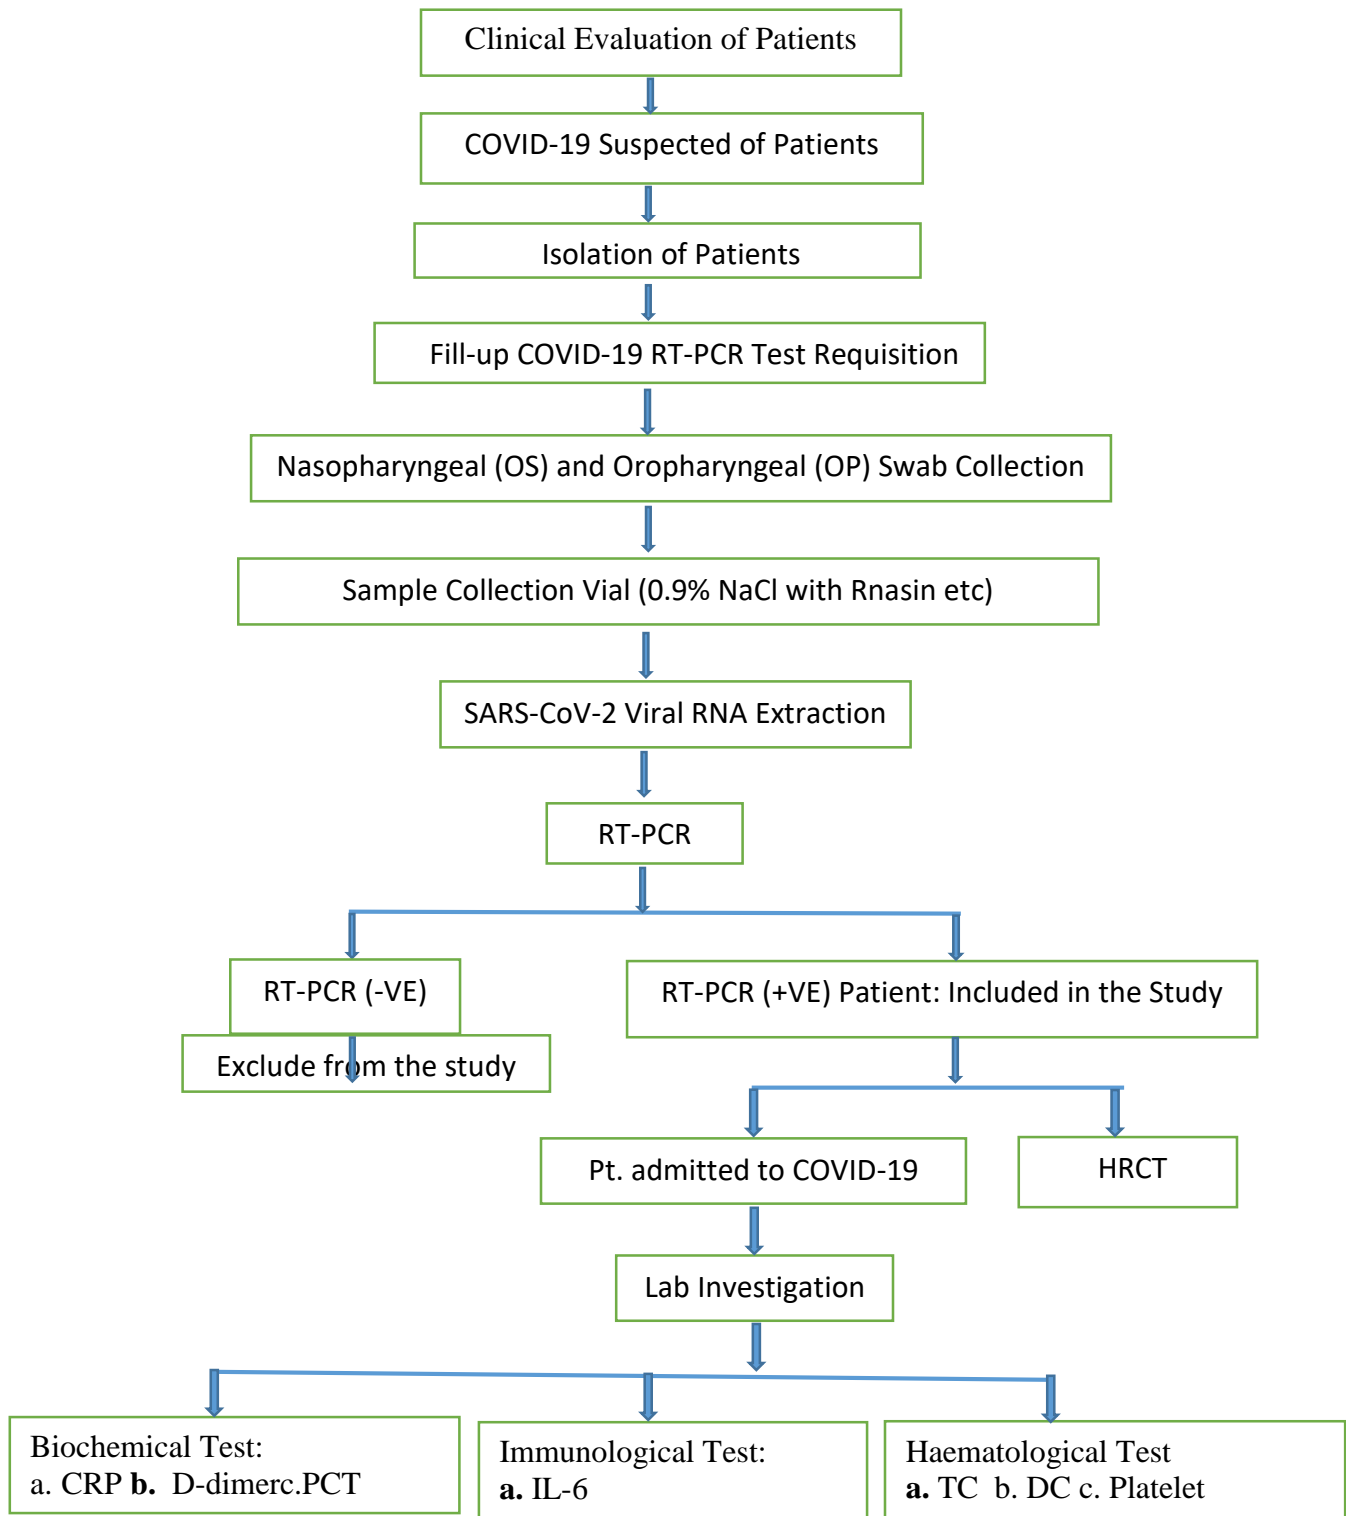 Clinical Evaluation of Patients
COVID-19 Suspected of Patients
Isolation of Patients
Fill-up COVID-19 RT-PCR Test Requisition
Nasopharyngeal (OS) and Oropharyngeal (OP) Swab Collection
Sample Collection Vial (0.9% NaCl with Rnasin etc)
SARS-CoV-2 Viral RNA Extraction
RT-PCR
RT-PCR (-VE)
RT-PCR (+VE) Patient: Included in the Study
Exclude from the study
Pt. admitted to COVID-19
HRCT
Lab Investigation
Biochemical Test:
a. CRP b. D-dimerc.PCT
Immunological Test:
a. IL-6
Haematological Test
a. TC b. DC c. Platelet